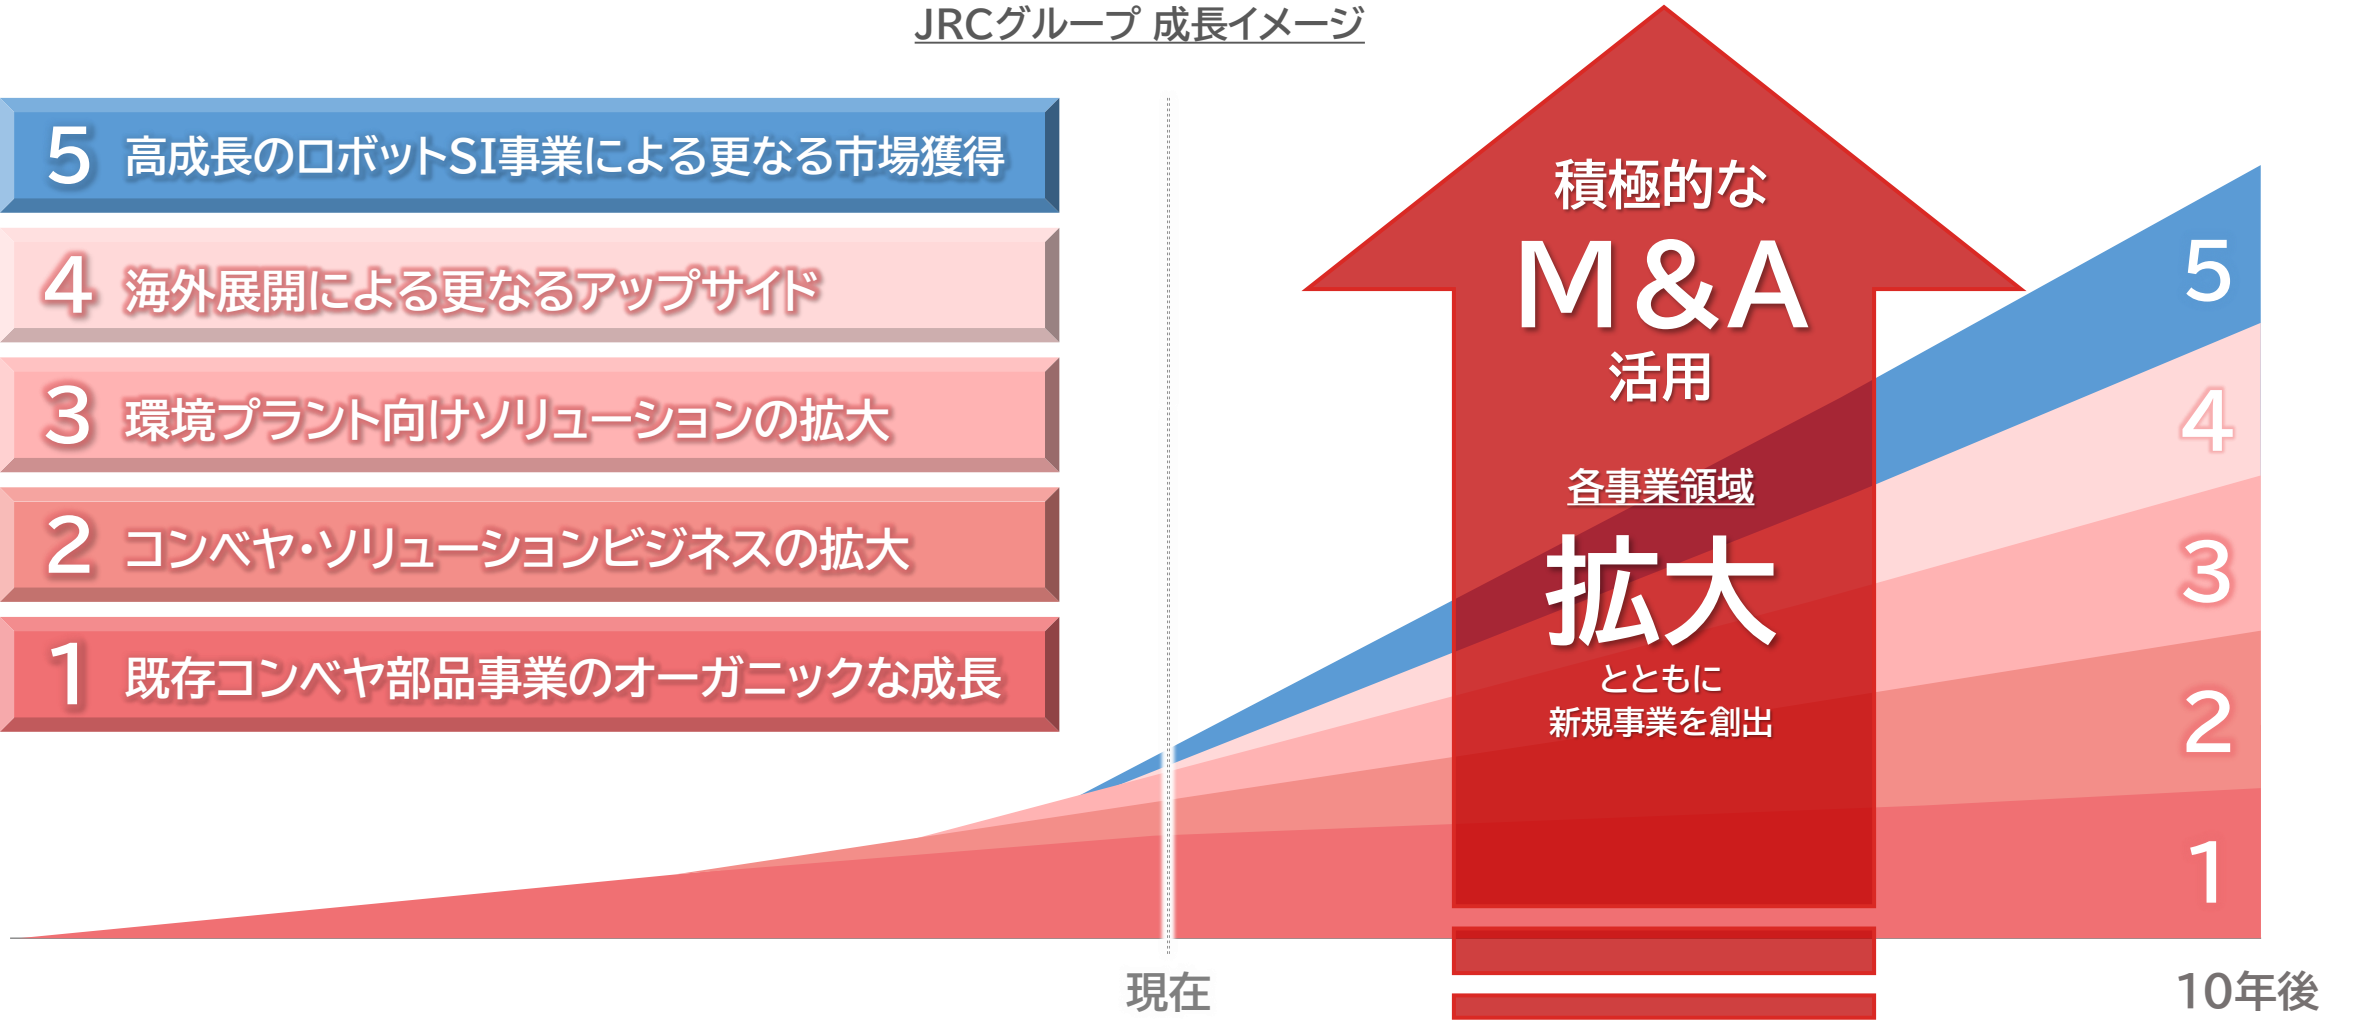 JRCグループ 成長イメージ
5 高成長のロボットSI事業による更なる市場獲得
4 海外展開による更なるアップサイド
3 環境プラント向けソリューションの拡大
2 コンベヤ・ソリューションビジネスの拡大
1 既存コンベヤ部品事業のオーガニックな成長
積極的な
M&A
活用
各事業領域
拡大
とともに
新規事業を創出
5
4
3
2
1
現在
10年後